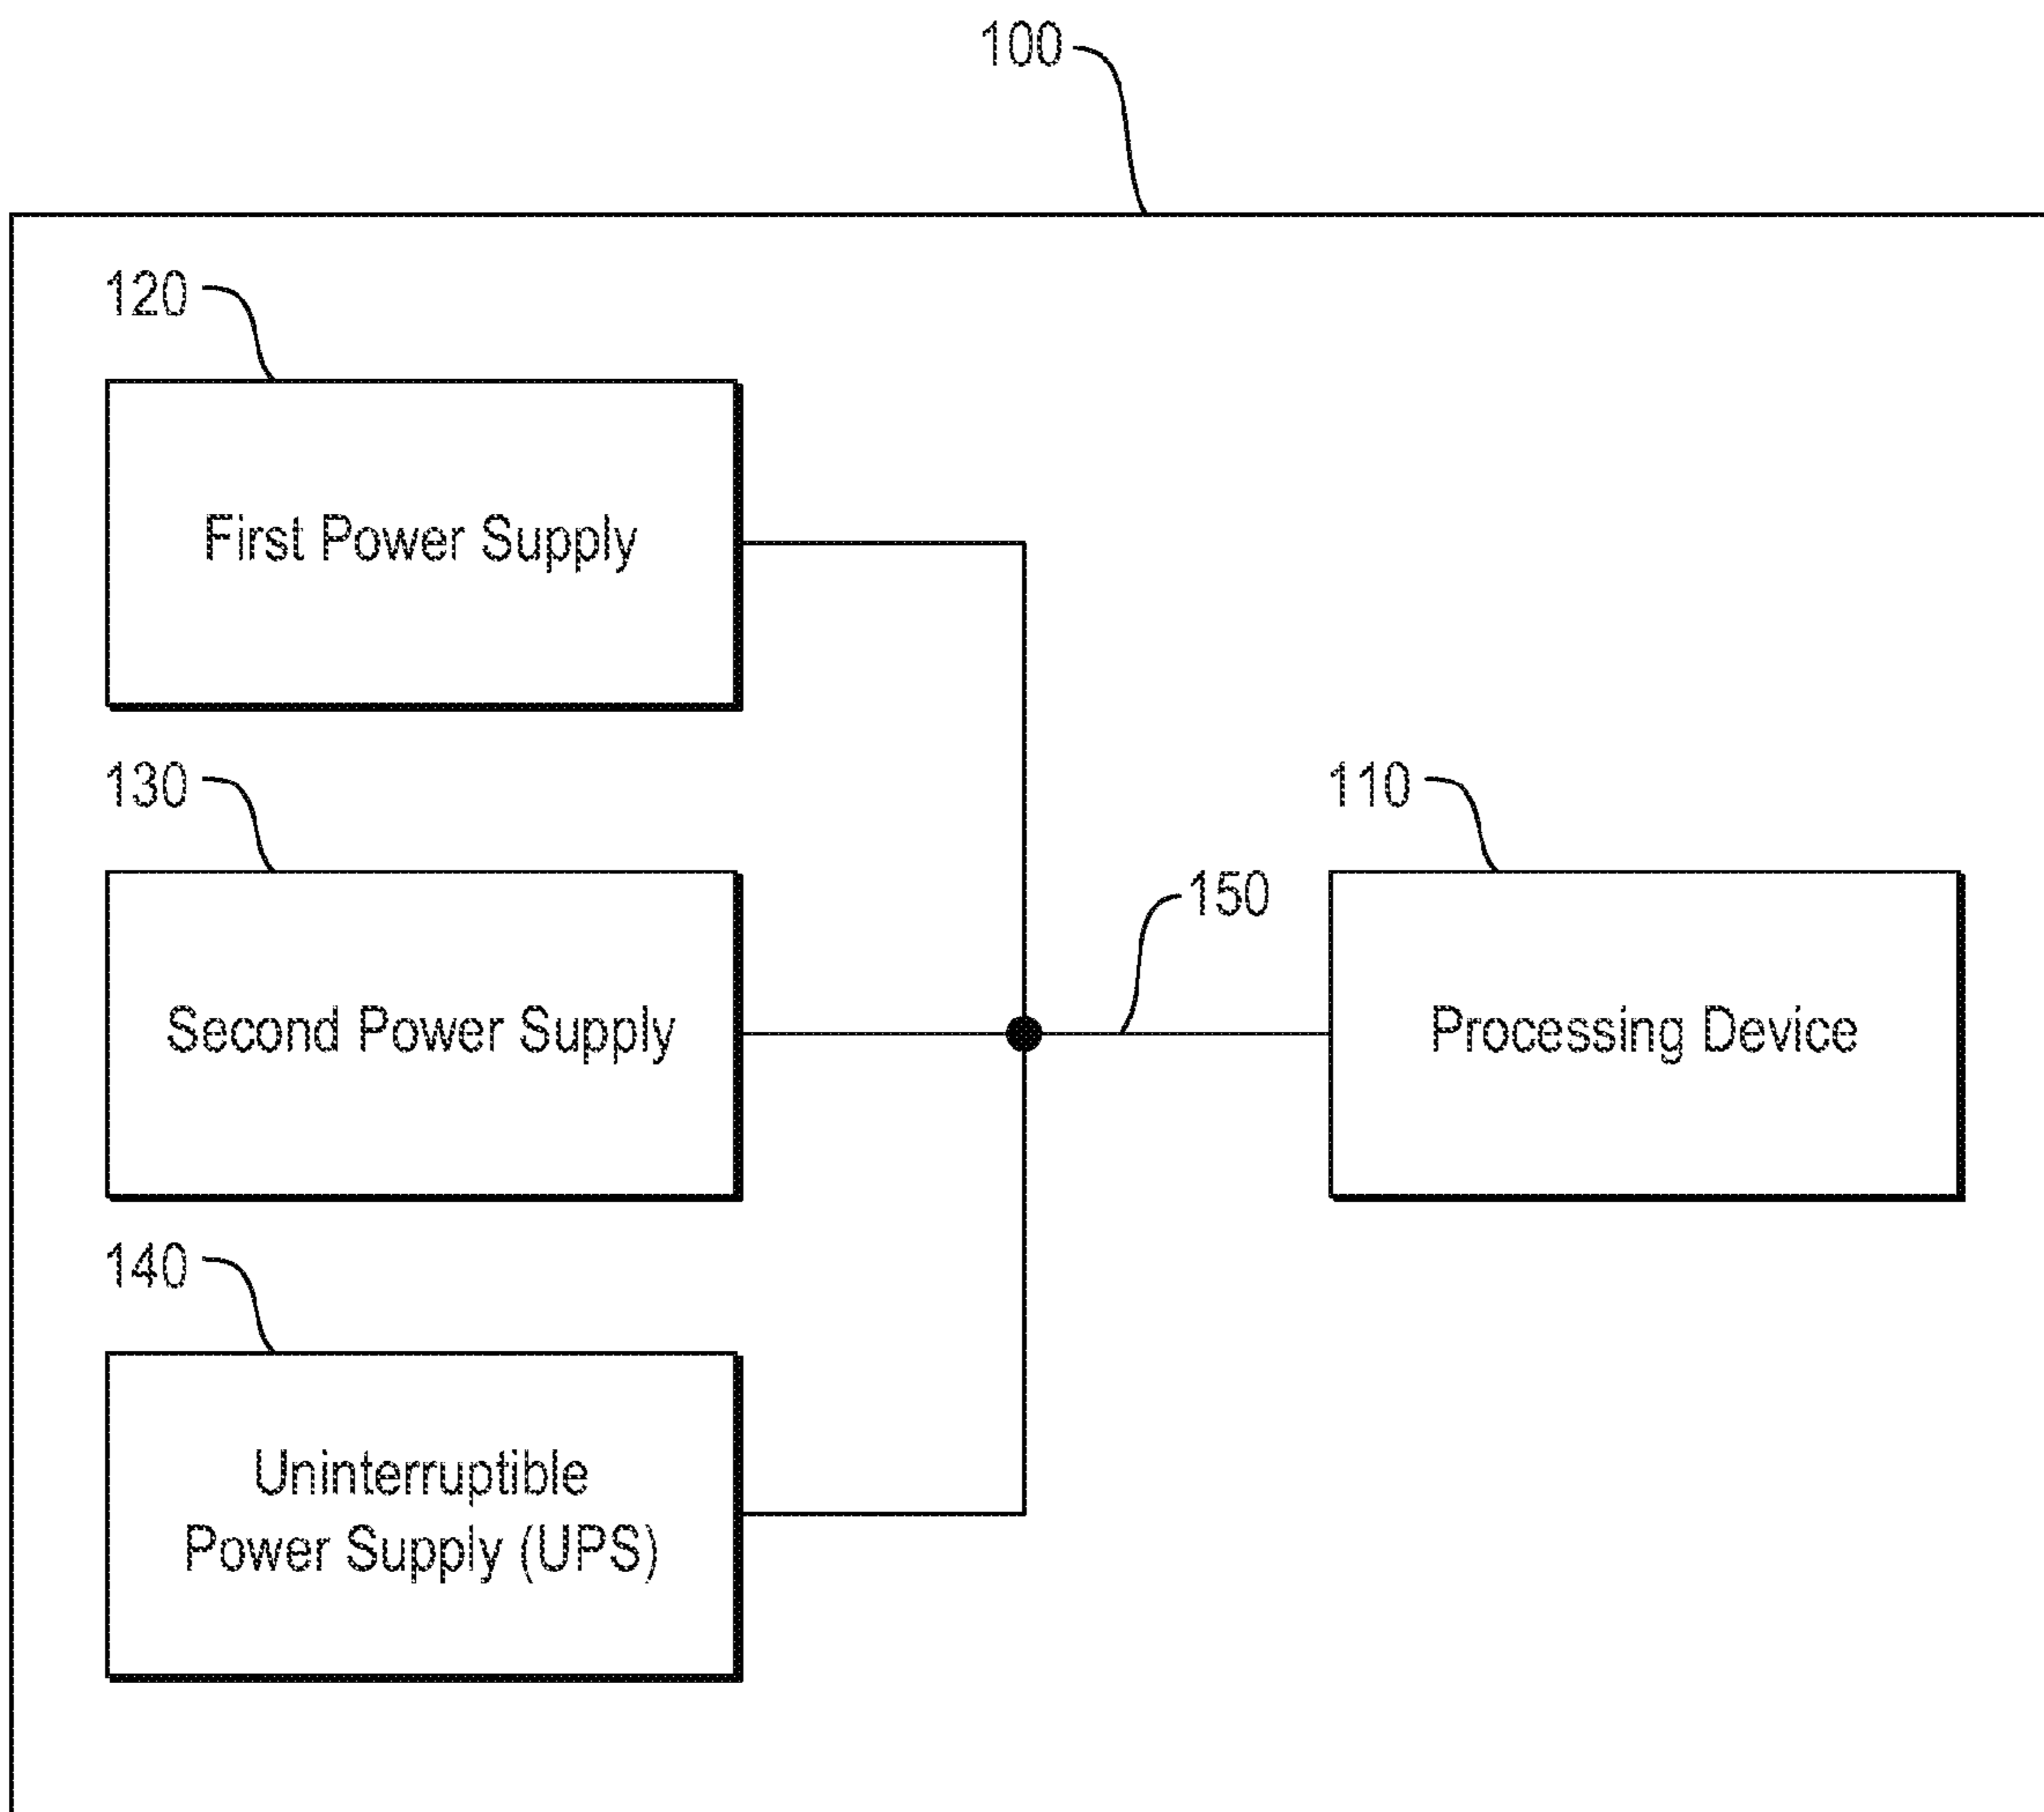 100
120
First Power Supply
130
110
150
Second Power Supply
Processing Device
140
Uninterruptible
Power Supply (UPS)